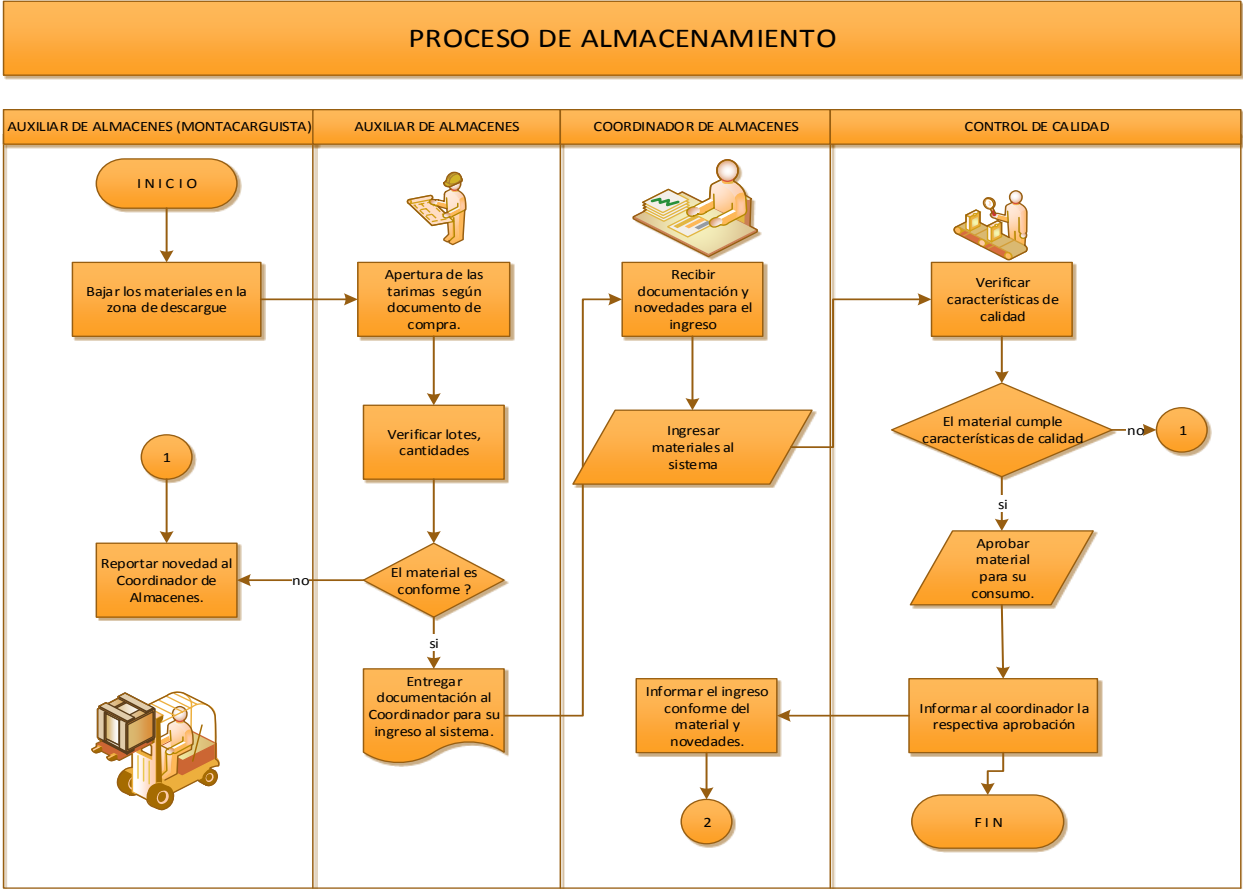 PROCESO DE ALMACENAMIENTO
AUXILIAR DE ALMACENES (MONTACARGUISTA)
AUXILIAR DE ALMACENES
COORDINADOR DE ALMACENES
CONTROL DE CALIDAD
I N I C I O
Bajar los materiales en la
zona de descargue
1
Reportar novedad al
Coordinador de
Almacenes.
Apertura de las
tarimas según
documento de
compra.
Verificar lotes,
cantidades
El material es
conforme ?
no
si
Entregar
documentación al
Coordinador para su
ingreso al sistema.
Recibir
documentación y
novedades para el
ingreso
Ingresar
materiales al
sistema
Informar el ingreso
conforme del
material y
novedades.
2
Verificar
características de
calidad
El material cumple
características de calidad
no
1
si
Aprobar
material
para su
consumo.
Informar al coordinador la
respectiva aprobación
F I N